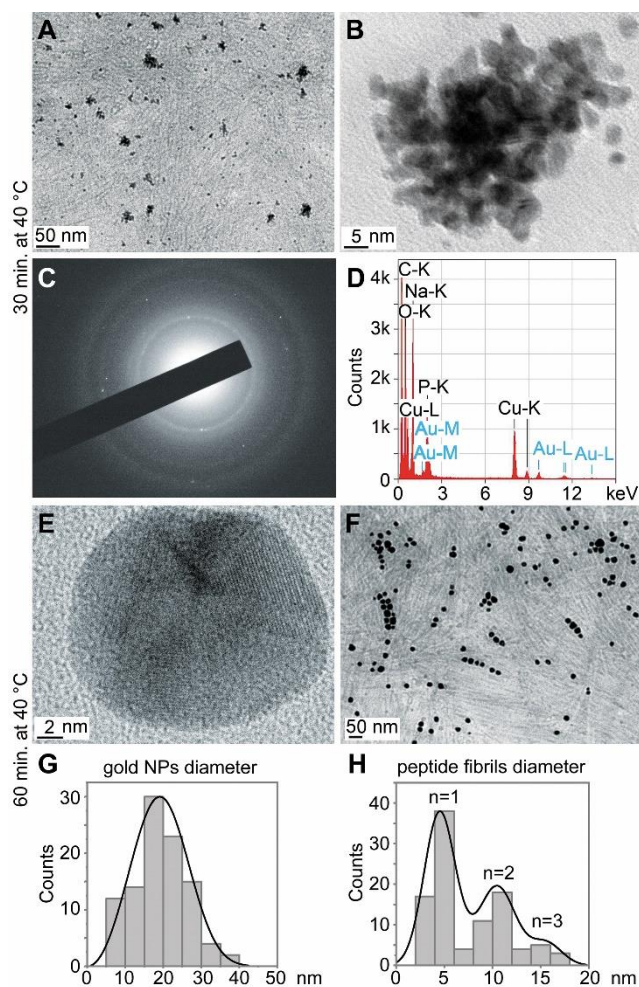 30 min. at 40 °C
A
50 nm
B
5 nm
C
D
4k
3k
2k
1k
0
Counts
C-K
Na-K
O-K
P-K
Cu-L
Au-M
Au-M
Cu-K
Au-L
Au-L
0 3 6 9 12 keV
60 min. at 40 °C
E
2 nm
F
50 nm
G gold NPs diameter
30
20
10
0
Counts
0 10 20 30 40 50 nm
H peptide fibrils diameter
40
30
20
10
0
Counts
n=1
n=2
n=3
0 5 10 15 20 nm